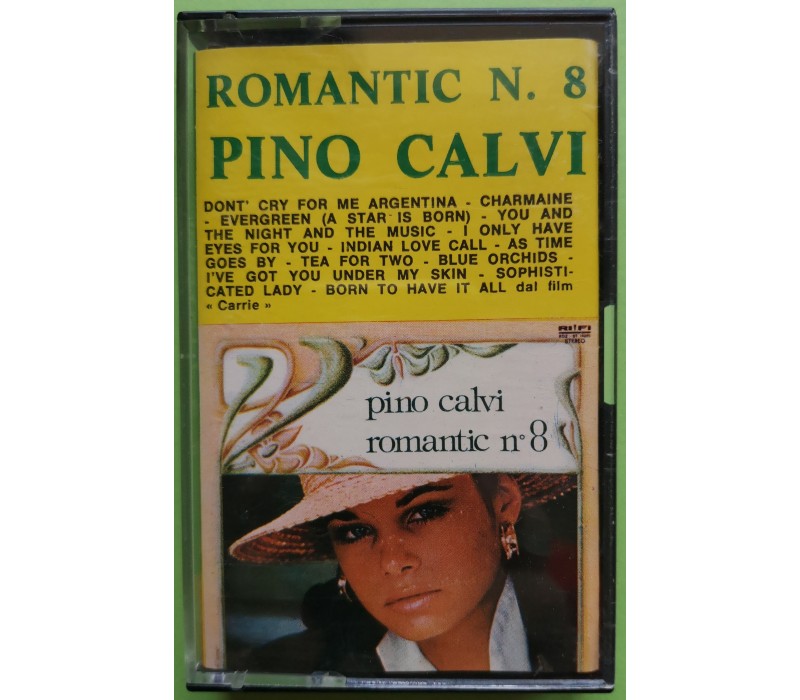 ROMANTIC N. 8
PINO CALVI
DONT' CRY FOR ME ARGENTINA - CHARMAINE
- EVERGREEN (A STAR IS BORN) - YOU AND
THE NIGHT AND THE MUSIC - I ONLY HAVE
EYES FOR YOU - INDIAN LOVE CALL - AS TIME
GOES BY - TEA FOR TWO - BLUE ORCHIDS -
I'VE GOT YOU UNDER MY SKIN - SOPHISTI-
CATED LADY - BORN TO HAVE IT ALL dal film
« Carrie »
RI-FI
STEREO
pino calvi
romantic n°8